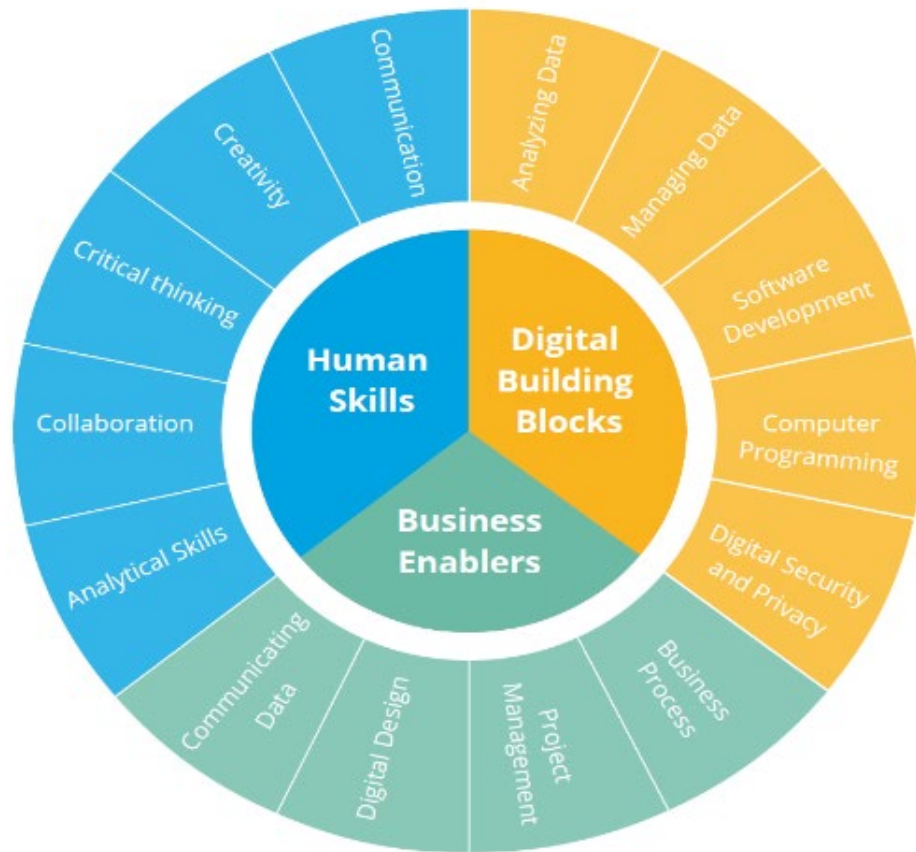 Communication
Creativity
Critical thinking
Collaboration
Analytical Skills
Analyzing Data
Managing Data
Software
Development
Computer
Programming
Digital Security
and Privacy
Business
Process
Project
Management
Digital Design
Communicating
Data
Human
Skills
Digital
Building
Blocks
Business
Enablers